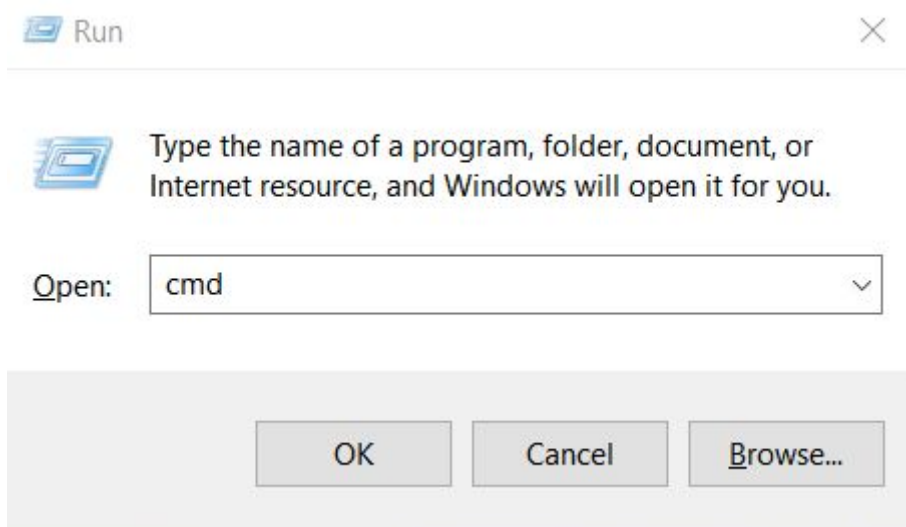 Run
Type the name of a program, folder, document, or
Internet resource, and Windows will open it for you.
Open: cmd
OK Cancel Browse...